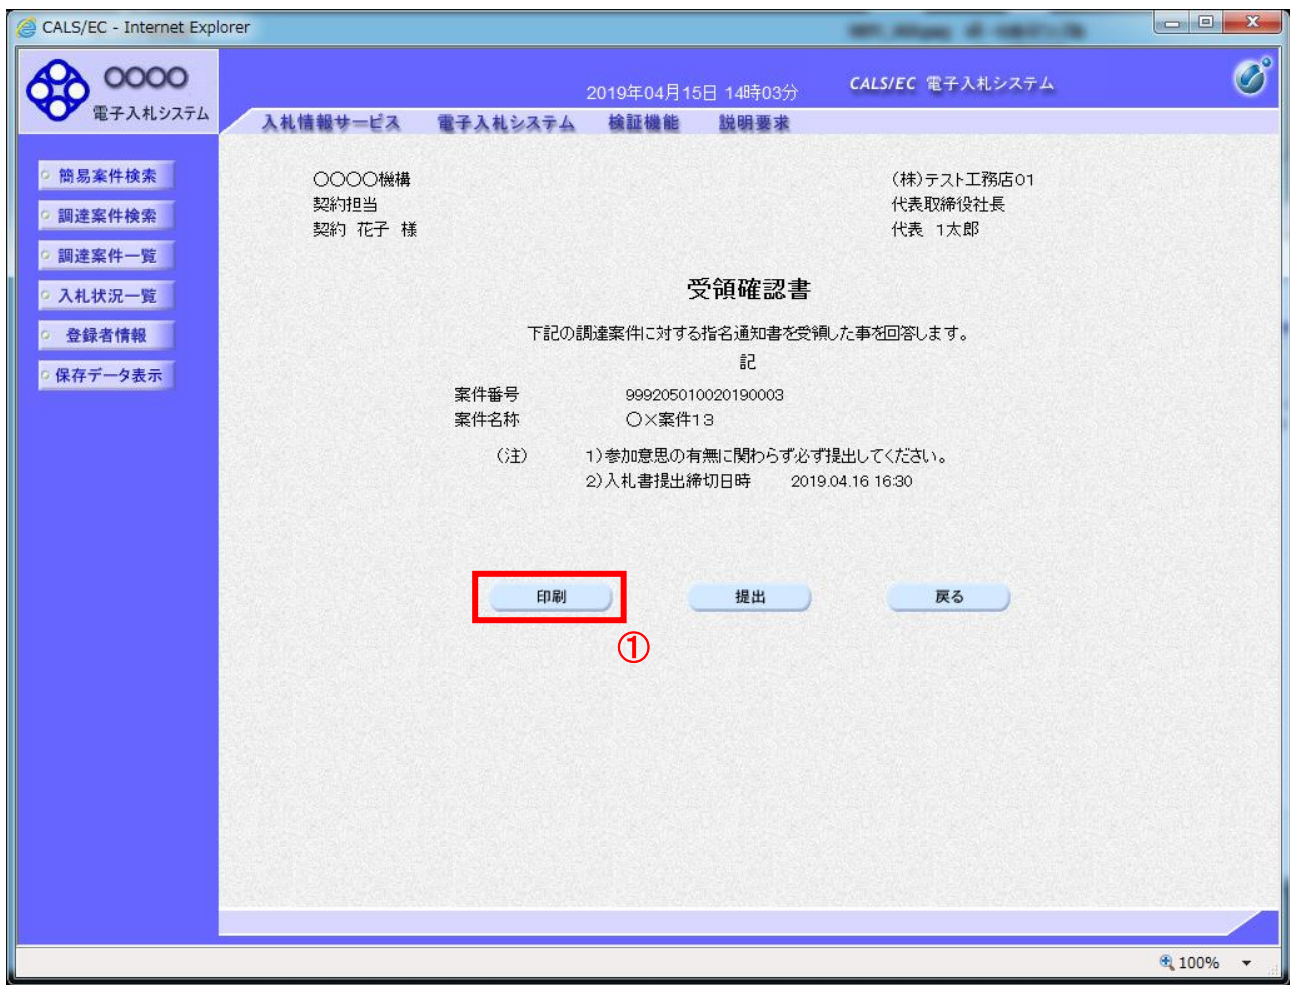 CALS/EC - Internet Explorer
OOOO
電子入札システム
2019年04月15日 14時03分
CALS/EC 電子入札システム
入札情報サービス 電子入札システム 検証機能 説明要求
簡易案件検索
調達案件検索
調達案件一覧
入札状況一覧
登録者情報
保存データ表示
〇〇〇〇機構
契約担当
契約 花子 様
(株)テスト工務店01
代表取締役社長
代表 1太郎
受領確認書
下記の調達案件に対する指名通知書を受領した事を回答します。
記
案件番号 999205010020190003
案件名称 〇×案件13
(注) 1)参加意思の有無に関わらず必ず提出してください。
2)入札書提出締切日時 2019.04.16 16:30
印刷 提出 戻る
①
100%